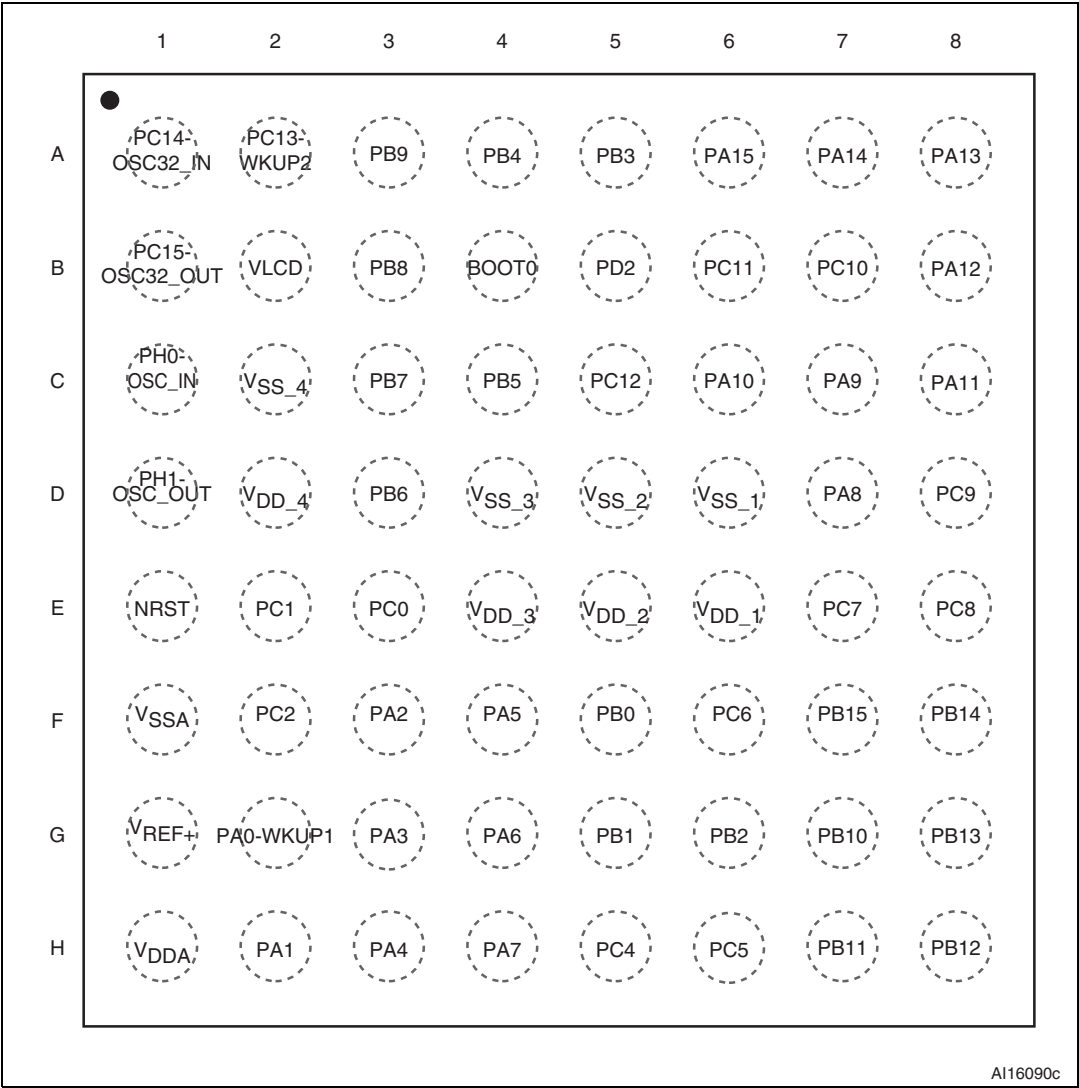 1 2 3 4 5 6 7 8
A PC14-OSC32_IN PC13-WKUP2 PB9 PB4 PB3 PA15 PA14 PA13
B PC15-OSC32_OUT VLCD PB8 BOOT0 PD2 PC11 PC10 PA12
C PH0-OSC_IN VSS_4 PB7 PB5 PC12 PA10 PA9 PA11
D PH1-OSC_OUT VDD_4 PB6 VSS_3 VSS_2 VSS_1 PA8 PC9
E NRST PC1 PC0 VDD_3 VDD_2 VDD_1 PC7 PC8
F VSSA PC2 PA2 PA5 PB0 PC6 PB15 PB14
G VREF+ PA0-WKUP1 PA3 PA6 PB1 PB2 PB10 PB13
H VDDA PA1 PA4 PA7 PC4 PC5 PB11 PB12
AI16090c